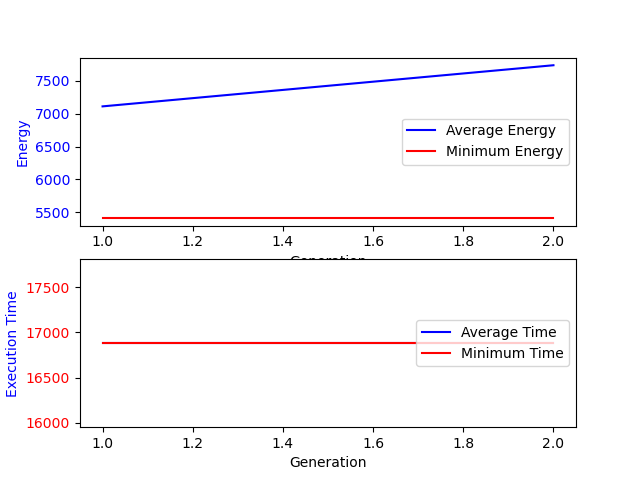 7500
7000
6500
6000
5500
Energy
Average Energy
Minimum Energy
1.0 1.2 1.4 1.6 1.8 2.0
Generation
17500
17000
16500
16000
Execution Time
Average Time
Minimum Time
1.0 1.2 1.4 1.6 1.8 2.0
Generation